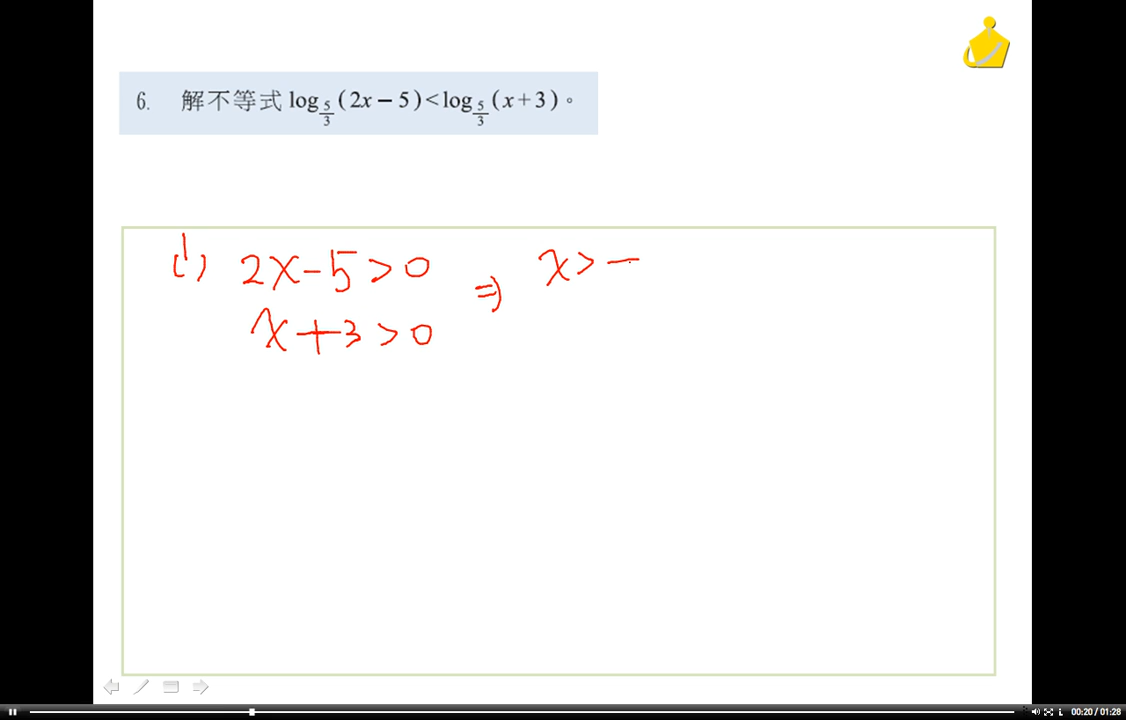 6. 解不等式 log_{5/3}(2x－5)<log_{5/3}(x+3)。
(1) 2x-5>0 ⇒ x>-
x+3>0
00:20 / 01:28